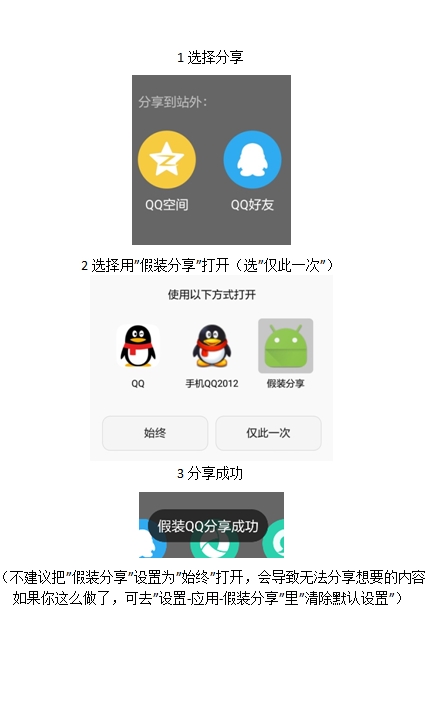 1 选择分享
分享到站外：
QQ空间 QQ好友
2 选择用”假装分享”打开（选”仅此一次”）
使用以下方式打开
QQ 手机QQ2012 假装分享
始终 仅此一次
3 分享成功
假装QQ分享成功
（不建议把”假装分享”设置为”始终”打开，会导致无法分享想要的内容
如果你这么做了，可去”设置-应用-假装分享”里”清除默认设置”）